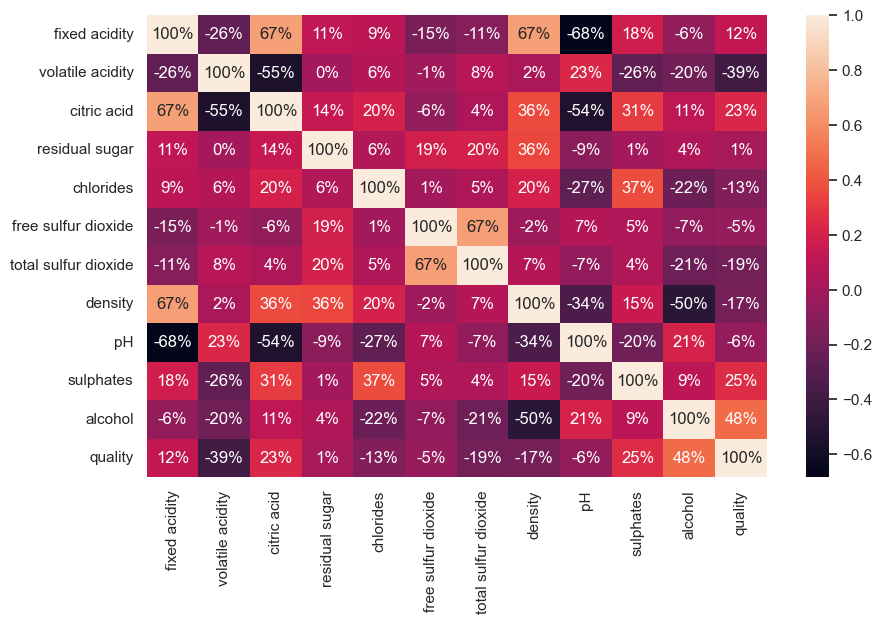 fixed acidity 100% -26% 67% 11% 9% -15% -11% 67% -68% 18% -6% 12%
volatile acidity -26% 100% -55% 0% 6% -1% 8% 2% 23% -26% -20% -39%
citric acid 67% -55% 100% 14% 20% -6% 4% 36% -54% 31% 11% 23%
residual sugar 11% 0% 14% 100% 6% 19% 20% 36% -9% 1% 4% 1%
chlorides 9% 6% 20% 6% 100% 1% 5% 20% -27% 37% -22% -13%
free sulfur dioxide -15% -1% -6% 19% 1% 100% 67% -2% 7% 5% -7% -5%
total sulfur dioxide -11% 8% 4% 20% 5% 67% 100% 7% -7% 4% -21% -19%
density 67% 2% 36% 36% 20% -2% 7% 100% -34% 15% -50% -17%
pH -68% 23% -54% -9% -27% 7% -7% -34% 100% -20% 21% -6%
sulphates 18% -26% 31% 1% 37% 5% 4% 15% -20% 100% 9% 25%
alcohol -6% -20% 11% 4% -22% -7% -21% -50% 21% 9% 100% 48%
quality 12% -39% 23% 1% -13% -5% -19% -17% -6% 25% 48% 100%
fixed acidity
volatile acidity
citric acid
residual sugar
chlorides
free sulfur dioxide
total sulfur dioxide
density
pH
sulphates
alcohol
quality
1.0
0.8
0.6
0.4
0.2
0.0
−0.2
−0.4
−0.6